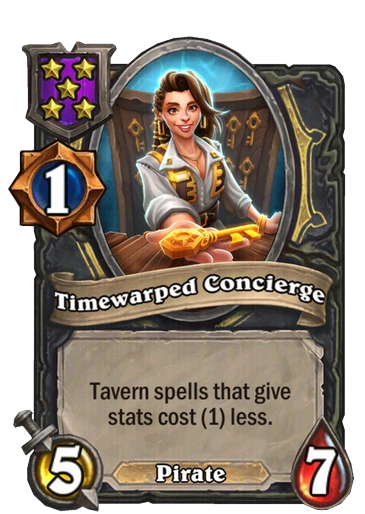 1
Timewarped Concierge
Tavern spells that give
stats cost (1) less.
5
Pirate
7